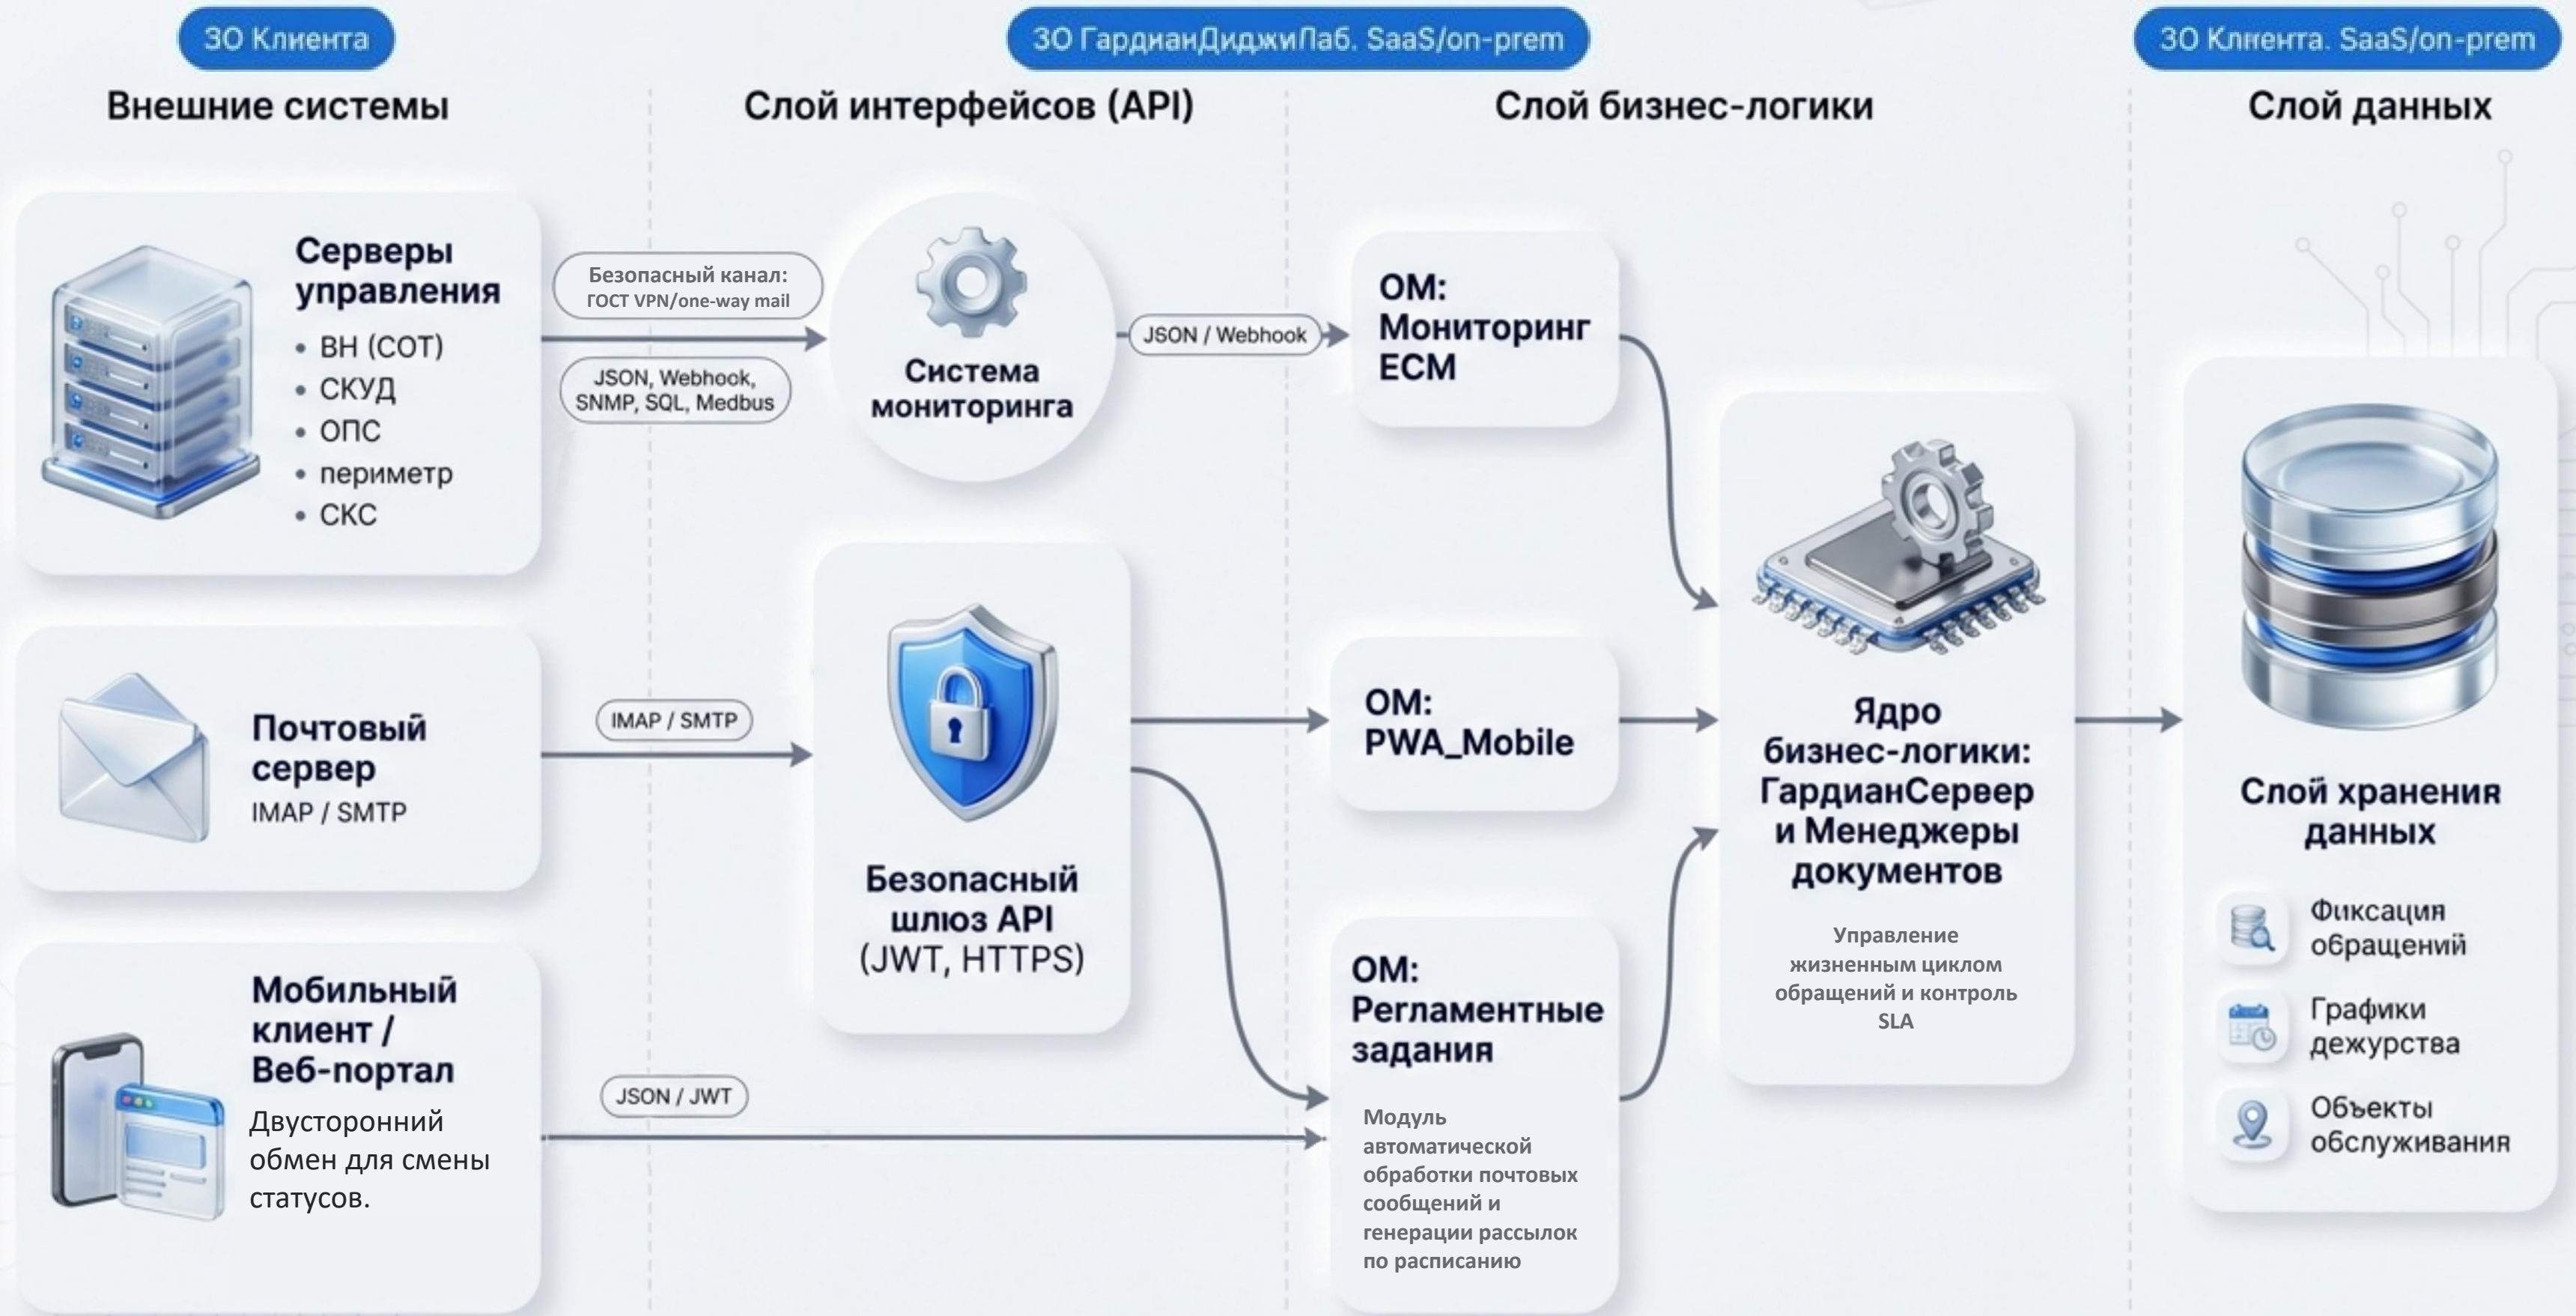 ЗО Клиента
ЗО ГардианДиджиЛаб. SaaS/on-prem
ЗО Клиента. SaaS/on-prem
Внешние системы
Слой интерфейсов (API)
Слой бизнес-логики
Слой данных
Серверы
управления
• ВН (СОТ)
• СКУД
• ОПС
• периметр
• СКС
Безопасный канал:
ГОСТ VPN/one-way mail
JSON, Webhook,
SNMP, SQL, Medbus
Система
мониторинга
JSON / Webhook
ОМ:
Мониторинг
ЕСМ
Почтовый
сервер
IMAP / SMTP
IMAP / SMTP
Безопасный
шлюз API
(JWT, HTTPS)
ОМ:
PWA_Mobile
Мобильный
клиент /
Веб-портал
Двусторонний
обмен для смены
статусов.
JSON / JWT
ОМ:
Регламентные
задания
Модуль
автоматической
обработки почтовых
сообщений и
генерации рассылок
по расписанию
Ядро
бизнес-логики:
ГардианСервер
и Менеджеры
документов
Управление
жизненным циклом
обращений и контроль
SLA
Слой хранения
данных
Фиксация
обращений
Графики
дежурства
Объекты
обслуживания